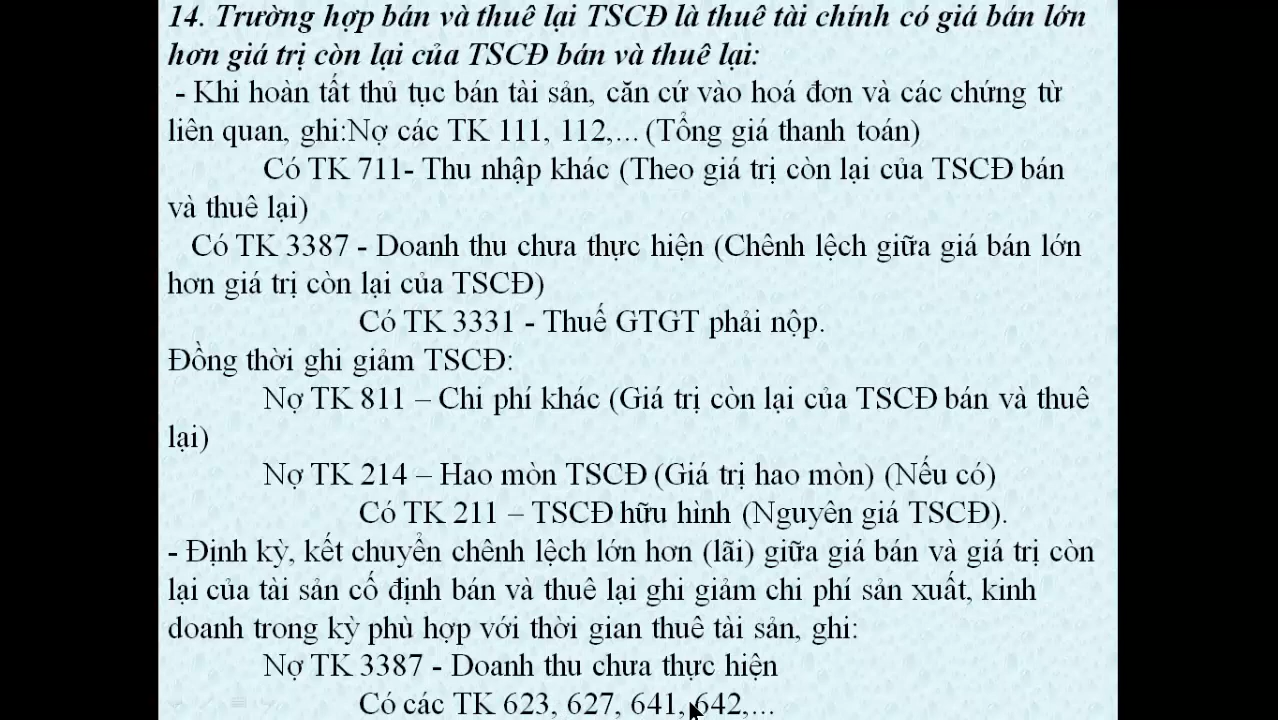 14. Trường hợp bán và thuê lại TSCĐ là thuê tài chính có giá bán lớn
hơn giá trị còn lại của TSCĐ bán và thuê lại:
- Khi hoàn tất thủ tục bán tài sản, căn cứ vào hoá đơn và các chứng từ
liên quan, ghi:Nợ các TK 111, 112,... (Tổng giá thanh toán)
Có TK 711- Thu nhập khác (Theo giá trị còn lại của TSCĐ bán
và thuê lại)
Có TK 3387 - Doanh thu chưa thực hiện (Chênh lệch giữa giá bán lớn
hơn giá trị còn lại của TSCĐ)
Có TK 3331 - Thuế GTGT phải nộp.
Đồng thời ghi giảm TSCĐ:
Nợ TK 811 – Chi phí khác (Giá trị còn lại của TSCĐ bán và thuê
lại)
Nợ TK 214 – Hao mòn TSCĐ (Giá trị hao mòn) (Nếu có)
Có TK 211 – TSCĐ hữu hình (Nguyên giá TSCĐ).
- Định kỳ, kết chuyển chênh lệch lớn hơn (lãi) giữa giá bán và giá trị còn
lại của tài sản cố định bán và thuê lại ghi giảm chi phí sản xuất, kinh
doanh trong kỳ phù hợp với thời gian thuê tài sản, ghi:
Nợ TK 3387 - Doanh thu chưa thực hiện
Có các TK 623, 627, 641, 642,...